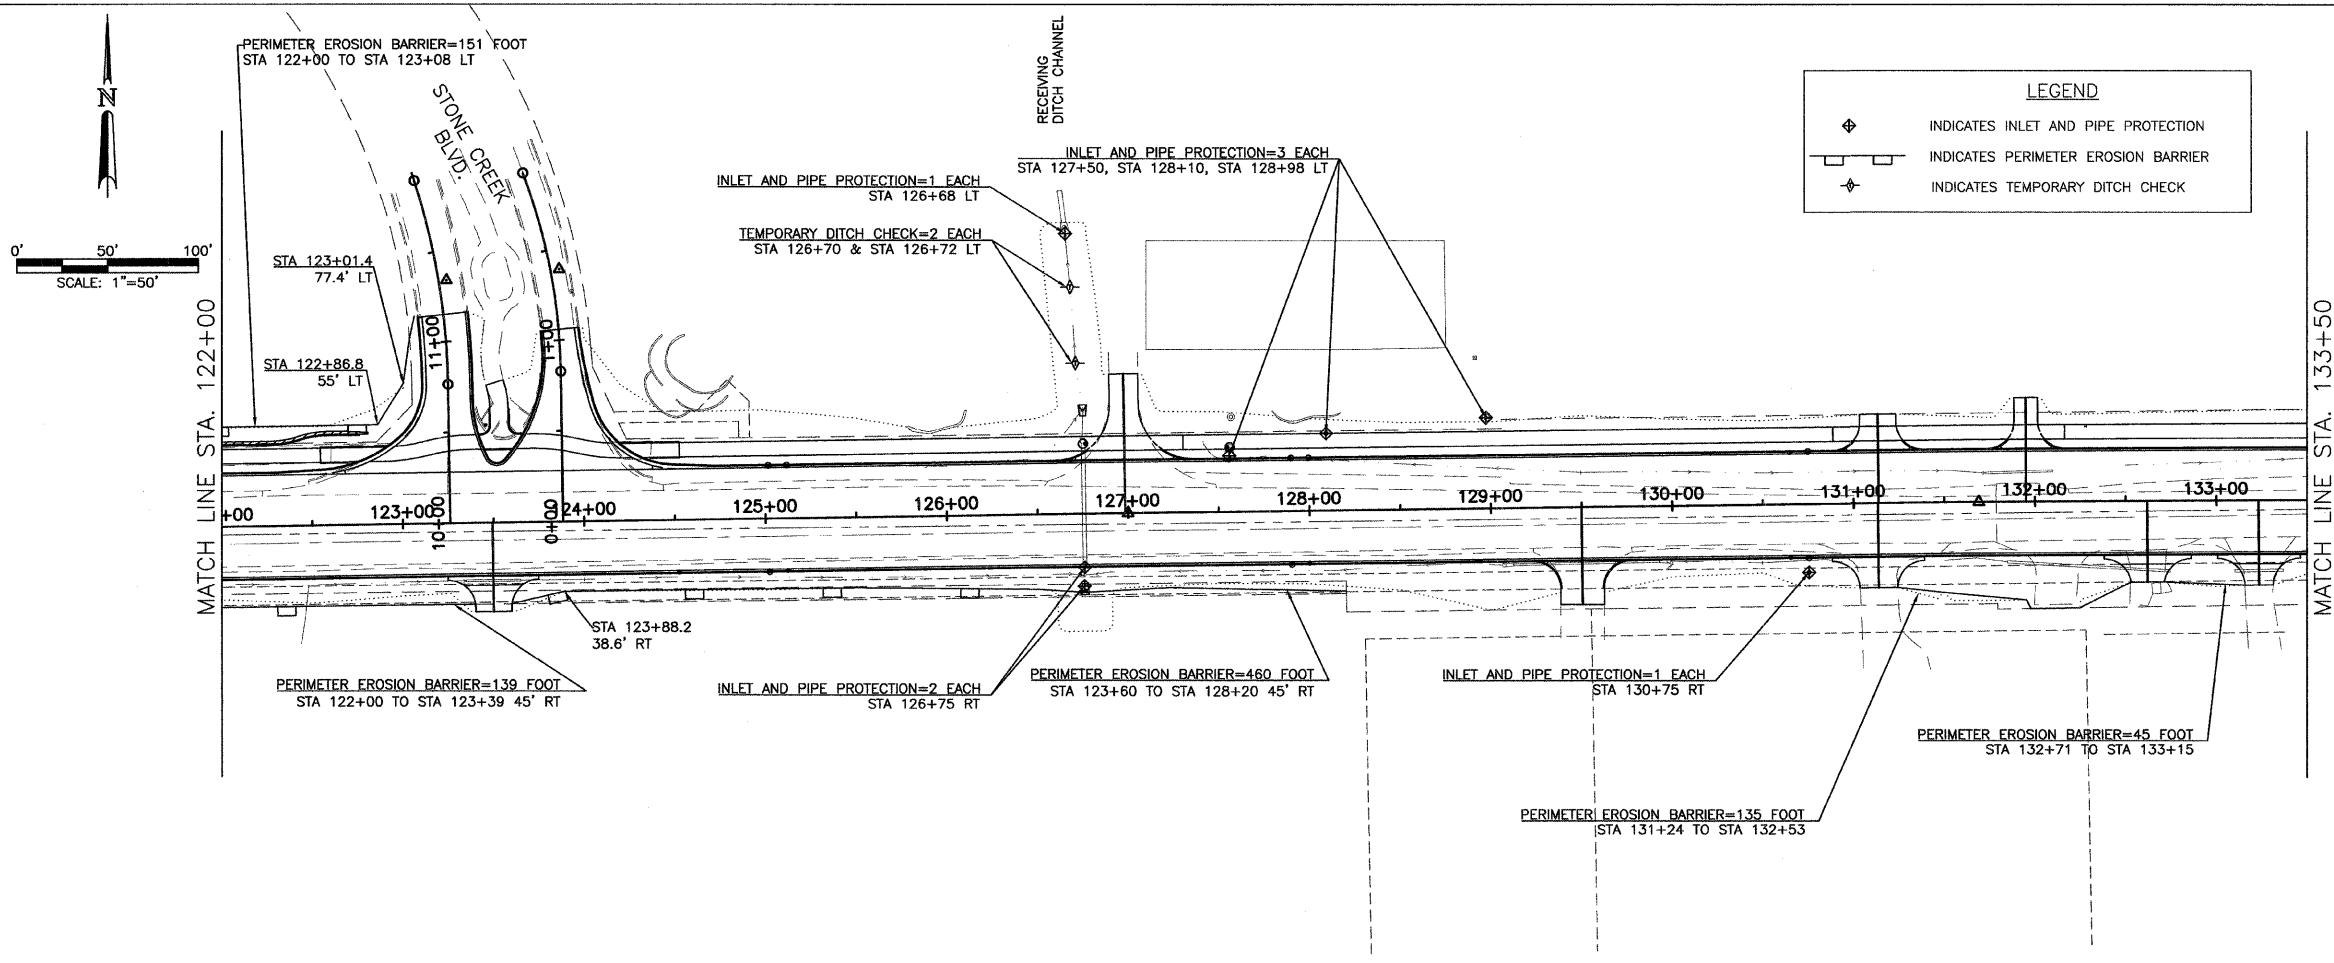 PERIMETER EROSION BARRIER=151 FOOT
STA 122+00 TO STA 123+08 LT
N
0' 50' 100'
SCALE: 1"=50'
STONE CREEK
BLVD.
RECEIVING
DITCH CHANNEL
LEGEND
INDICATES INLET AND PIPE PROTECTION
INDICATES PERIMETER EROSION BARRIER
INDICATES TEMPORARY DITCH CHECK
INLET AND PIPE PROTECTION=3 EACH
STA 127+50, STA 128+10, STA 128+98 LT
INLET AND PIPE PROTECTION=1 EACH
STA 126+68 LT
TEMPORARY DITCH CHECK=2 EACH
STA 126+70 & STA 126+72 LT
STA 123+01.4
77.4' LT
STA 122+86.8
55' LT
MATCH LINE STA. 122+00
MATCH LINE STA. 133+50
11+00
1+00
10+00
0+00
+00
123+00
124+00
125+00
126+00
127+00
128+00
129+00
130+00
131+00
132+00
133+00
STA 123+88.2
38.6' RT
PERIMETER EROSION BARRIER=139 FOOT
STA 122+00 TO STA 123+39 45' RT
INLET AND PIPE PROTECTION=2 EACH
STA 126+75 RT
PERIMETER EROSION BARRIER=460 FOOT
STA 123+60 TO STA 128+20 45' RT
INLET AND PIPE PROTECTION=1 EACH
STA 130+75 RT
PERIMETER EROSION BARRIER=45 FOOT
STA 132+71 TO STA 133+15
PERIMETER EROSION BARRIER=135 FOOT
STA 131+24 TO STA 132+53